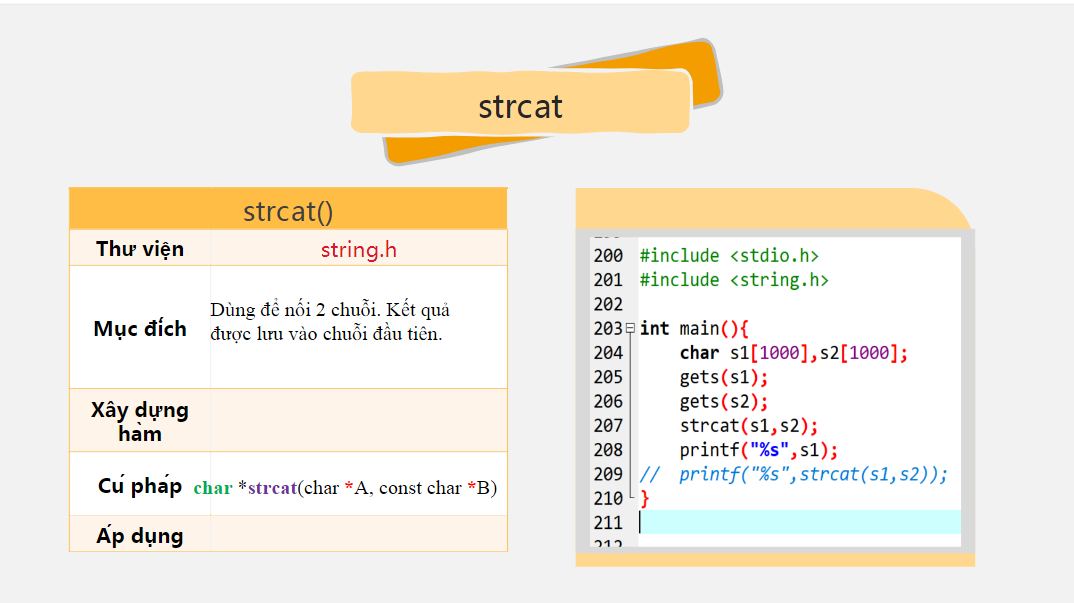 strcat
strcat()
Thư viện string.h
Mục đích
Dùng để nối 2 chuỗi. Kết quả
được lưu vào chuỗi đầu tiên.
Xây dựng
hàm
Cú pháp char *strcat(char *A, const char *B)
Áp dụng
200 #include <stdio.h>
201 #include <string.h>
202
203 int main(){
204 char s1[1000],s2[1000];
205 gets(s1);
206 gets(s2);
207 strcat(s1,s2);
208 printf("%s",s1);
209 // printf("%s",strcat(s1,s2));
210 }
211
212